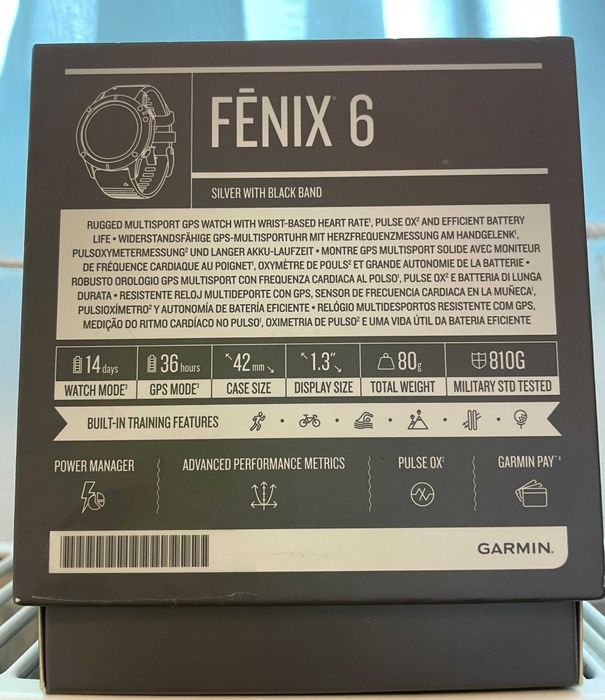 FĒNIX® 6
SILVER WITH BLACK BAND
RUGGED MULTISPORT GPS WATCH WITH WRIST-BASED HEART RATE¹, PULSE OX² AND EFFICIENT BATTERY
LIFE • WIDERSTANDSFÄHIGE GPS-MULTISPORTUHR MIT HERZFREQUENZMESSUNG AM HANDGELENK¹,
PULSOXYMETERMESSUNG² UND LANGER AKKU-LAUFZEIT • MONTRE GPS MULTISPORT SOLIDE AVEC MONITEUR
DE FRÉQUENCE CARDIAQUE AU POIGNET¹, OXYMÈTRE DE POULS² ET GRANDE AUTONOMIE DE LA BATTERIE •
ROBUSTO OROLOGIO GPS MULTISPORT CON FREQUENZA CARDIACA AL POLSO¹, PULSE OX² E BATTERIA DI LUNGA
DURATA • RESISTENTE RELOJ MULTIDEPORTE CON GPS, SENSOR DE FRECUENCIA CARDIACA EN LA MUÑECA¹,
PULSIOXÍMETRO² Y AUTONOMÍA DE BATERÍA EFICIENTE • RELÓGIO MULTIDESPORTOS RESISTENTE COM GPS,
MEDIÇÃO DO RITMO CARDÍACO NO PULSO¹, OXIMETRIA DE PULSO² E UMA VIDA ÚTIL DA BATERIA EFICIENTE
14 days 36 hours 42 mm 1.3" 80g 810G
WATCH MODE³ GPS MODE³ CASE SIZE DISPLAY SIZE TOTAL WEIGHT MILITARY STD TESTED
BUILT-IN TRAINING FEATURES
POWER MANAGER ADVANCED PERFORMANCE METRICS PULSE OX² GARMIN PAY™⁴
GARMIN.